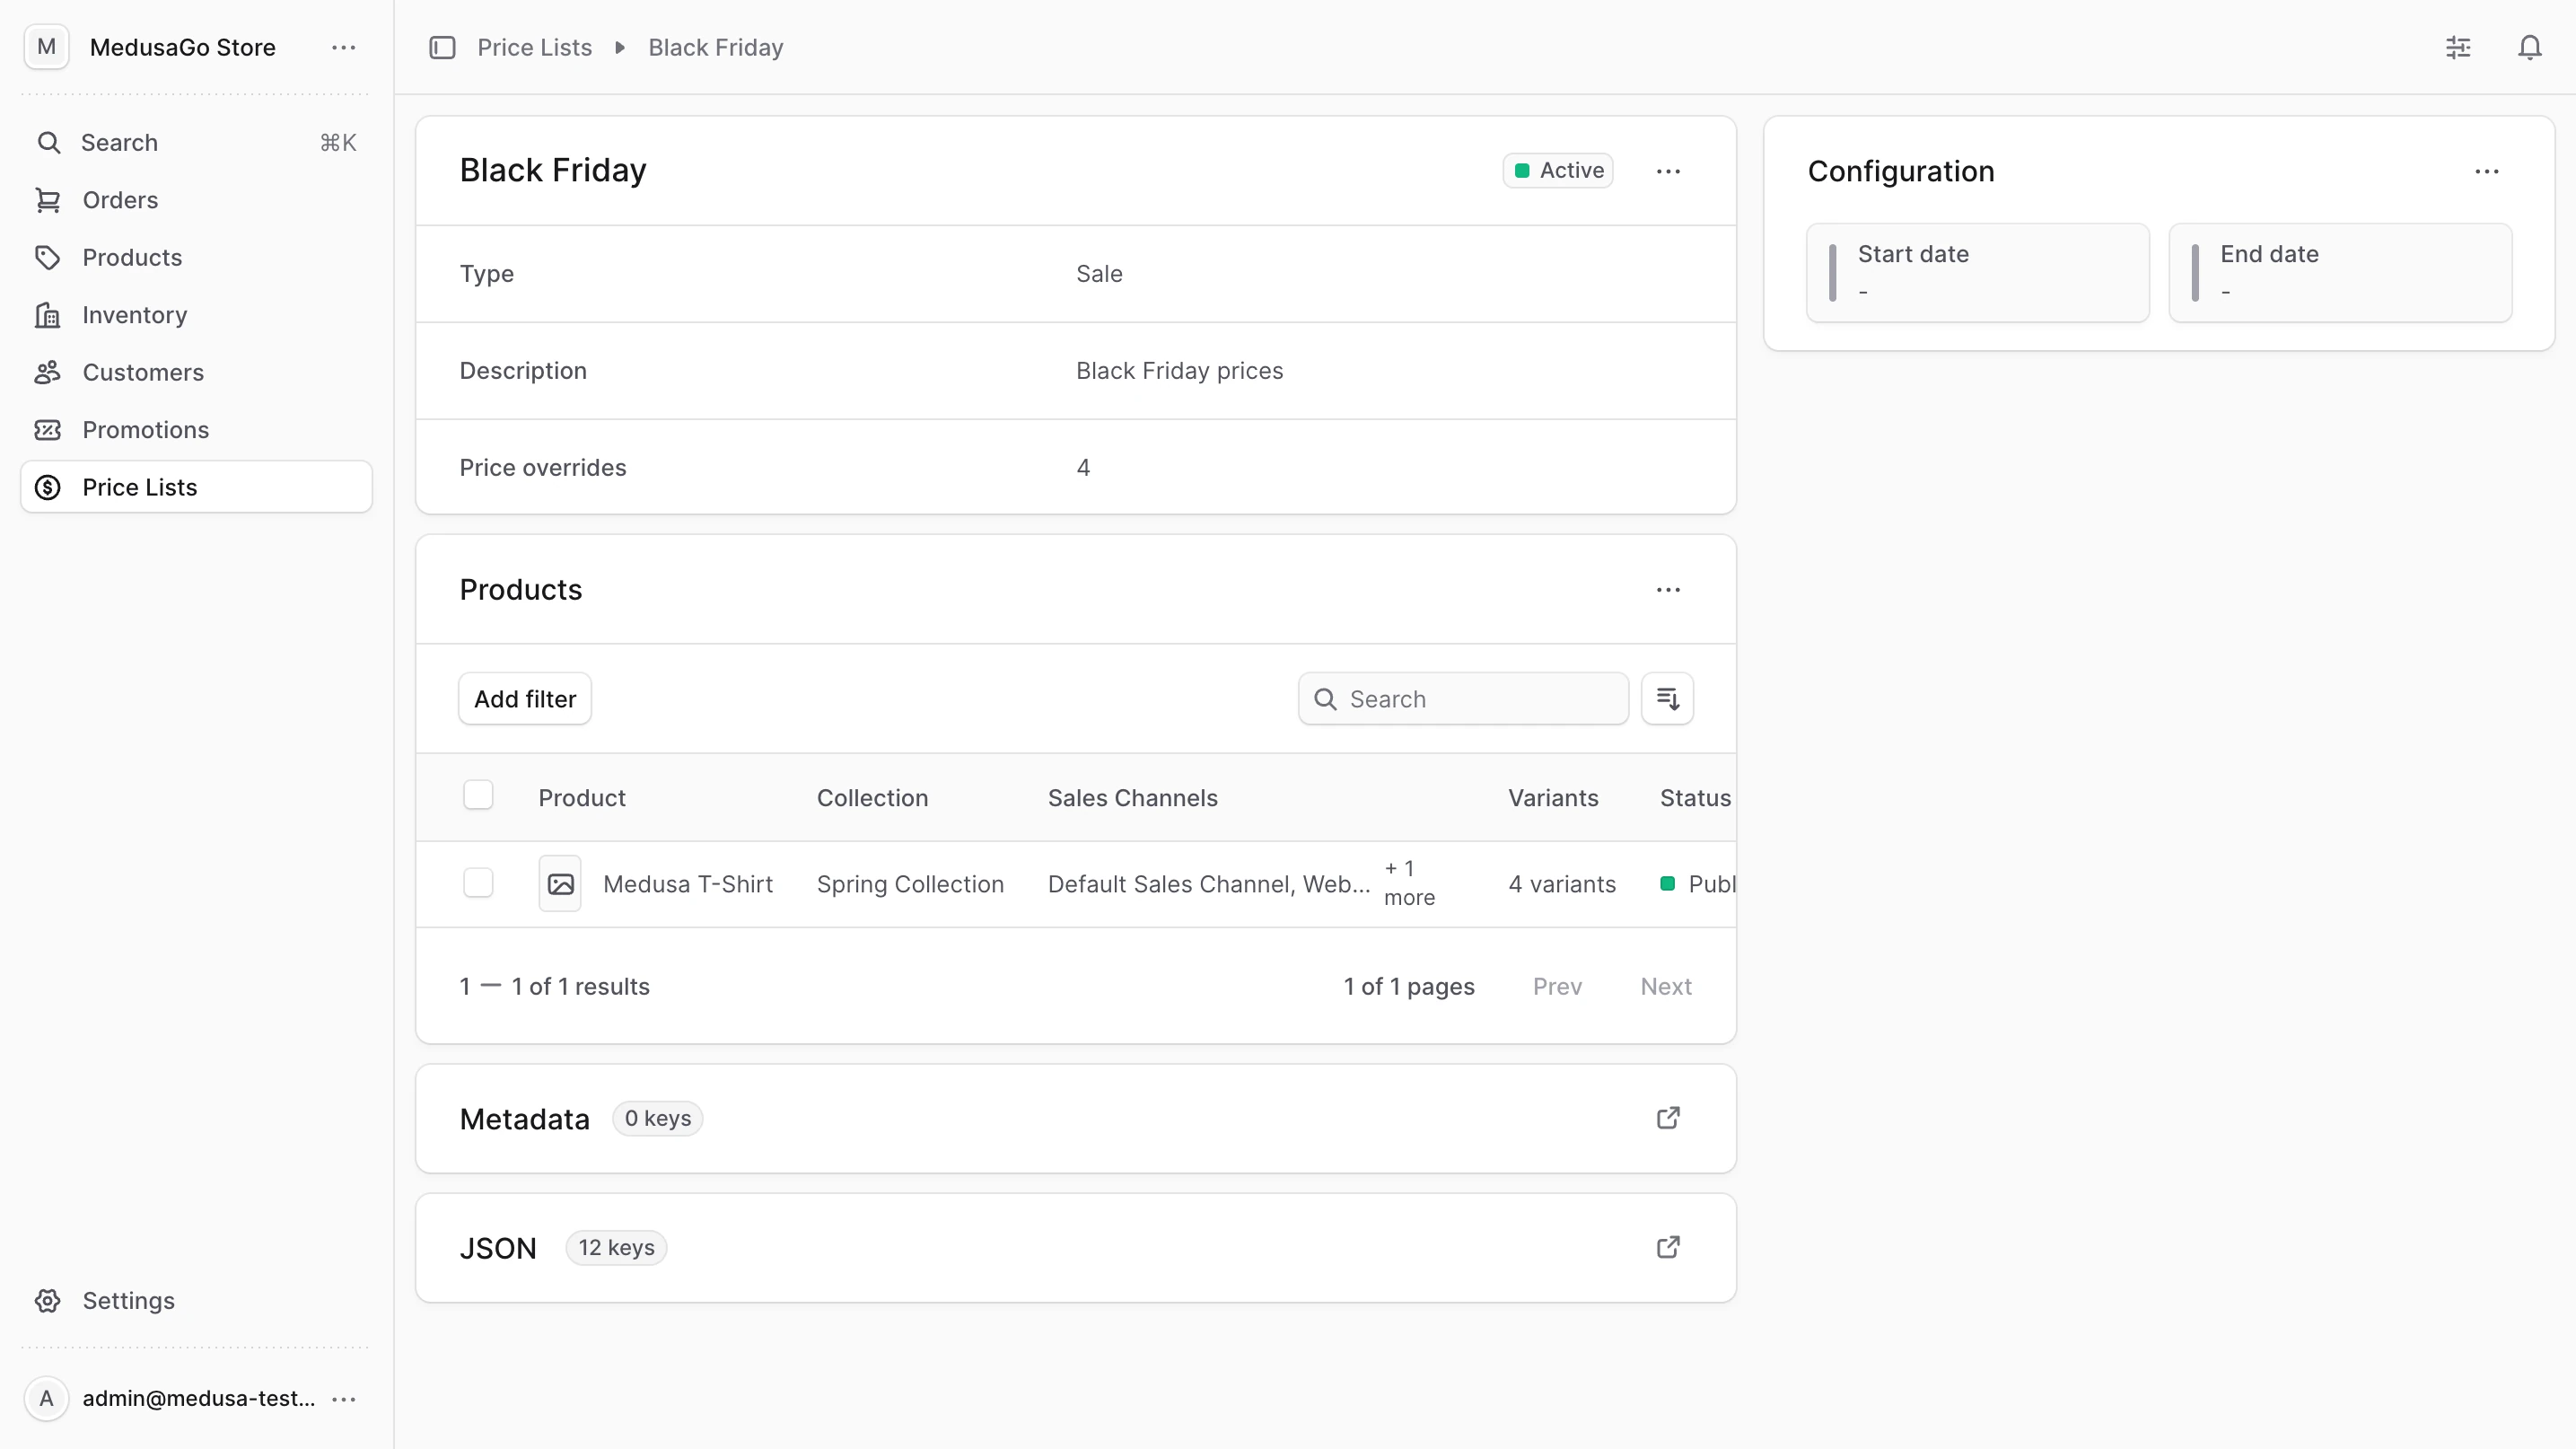 M
MedusaGo Store
Search
⌘K
Orders
Products
Inventory
Customers
Promotions
Price Lists
Settings
A
admin@medusa-test...
Price Lists
Black Friday
Black Friday
Active
Type
Sale
Description
Black Friday prices
Price overrides
4
Products
Add filter
Search
Product
Collection
Sales Channels
Variants
Status
Medusa T-Shirt
Spring Collection
Default Sales Channel, Web...
+ 1
more
4 variants
Publ
1 — 1 of 1 results
1 of 1 pages
Prev
Next
Metadata
0 keys
JSON
12 keys
Configuration
Start date
-
End date
-